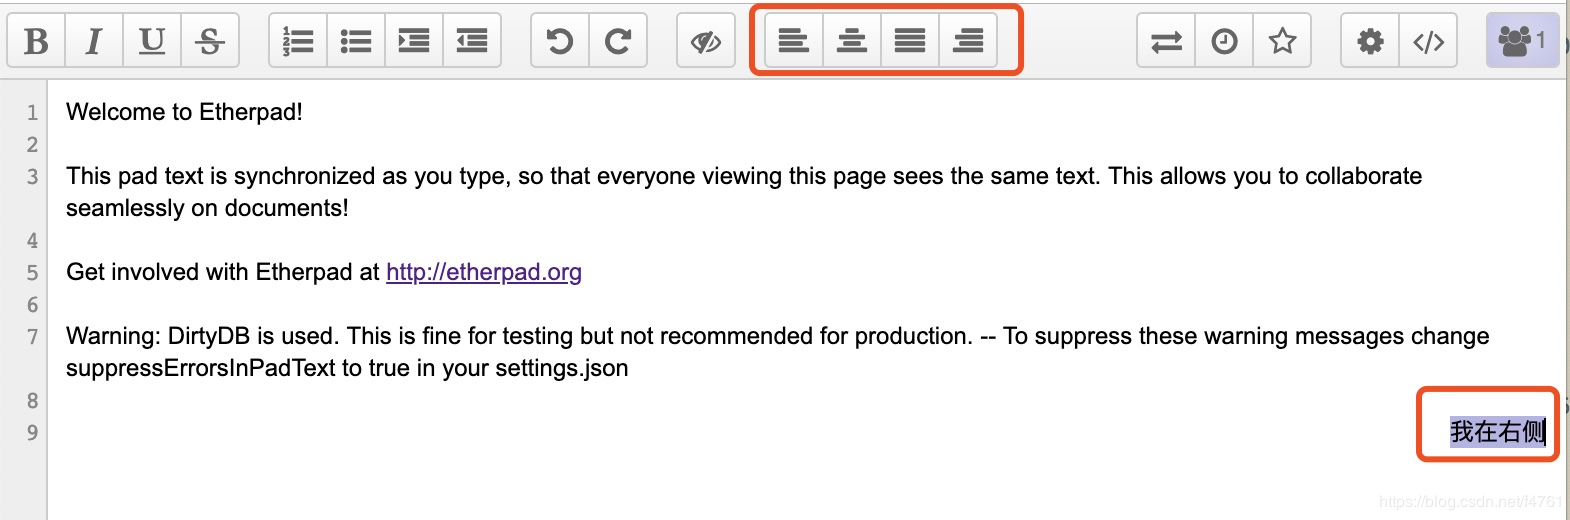 B I U S
1
2
3
1
1 Welcome to Etherpad!
2
3 This pad text is synchronized as you type, so that everyone viewing this page sees the same text. This allows you to collaborate
seamlessly on documents!
4
5 Get involved with Etherpad at http://etherpad.org
6
7 Warning: DirtyDB is used. This is fine for testing but not recommended for production. -- To suppress these warning messages change
suppressErrorsInPadText to true in your settings.json
8
9 我在右侧
https://blog.csdn.net/f4761